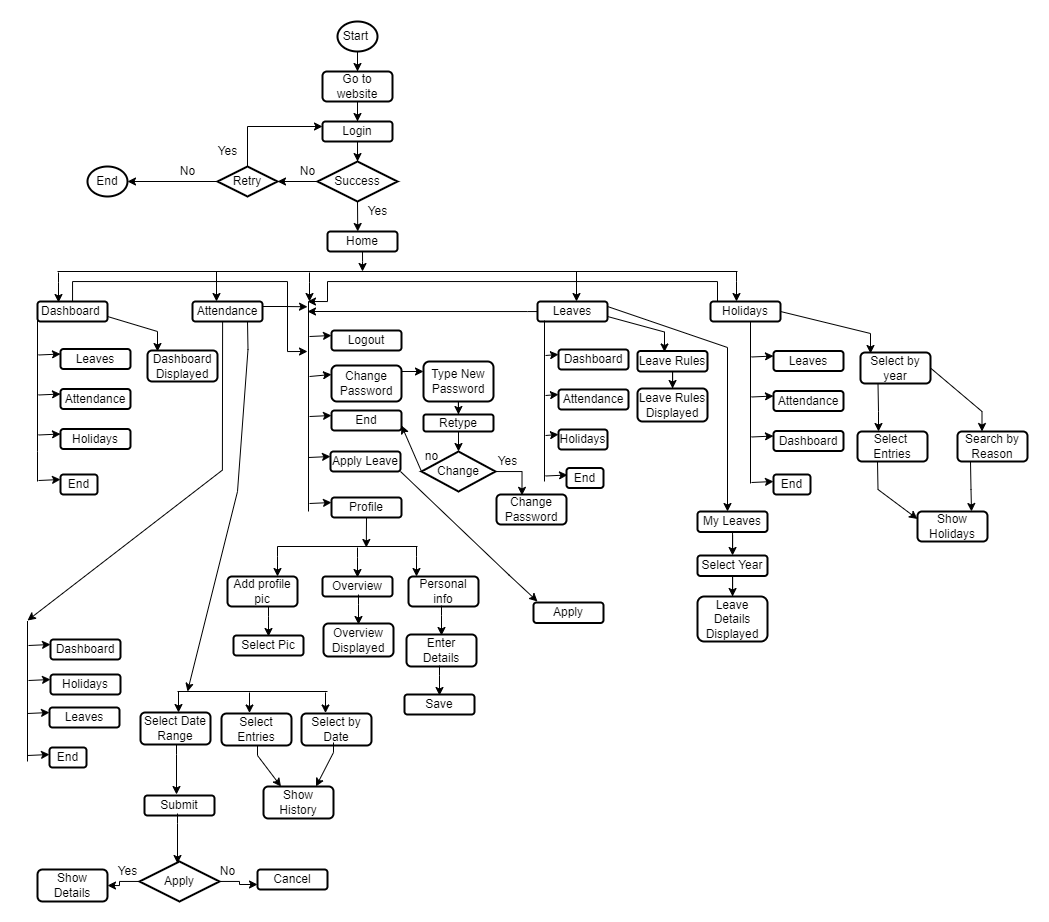 Start
Go to
website
Login
Yes
No
No
End
Retry
Success
Yes
Home
Dashboard
Attendance
Leaves
Holidays
Leaves
Attendance
Holidays
End
Dashboard
Displayed
Logout
Change
Password
End
Apply Leave
Profile
Type New
Password
Retype
no
Change
Yes
Change
Password
Dashboard
Attendance
Holidays
End
Leave Rules
Leave Rules
Displayed
Leaves
Attendance
Dashboard
End
Select by
year
Select
Entries
Search by
Reason
Show
Holidays
My Leaves
Select Year
Leave
Details
Displayed
Apply
Add profile
pic
Select Pic
Overview
Overview
Displayed
Personal
info
Enter
Details
Save
Dashboard
Holidays
Leaves
End
Select Date
Range
Select
Entries
Select by
Date
Show
History
Submit
Yes
Apply
No
Show
Details
Cancel